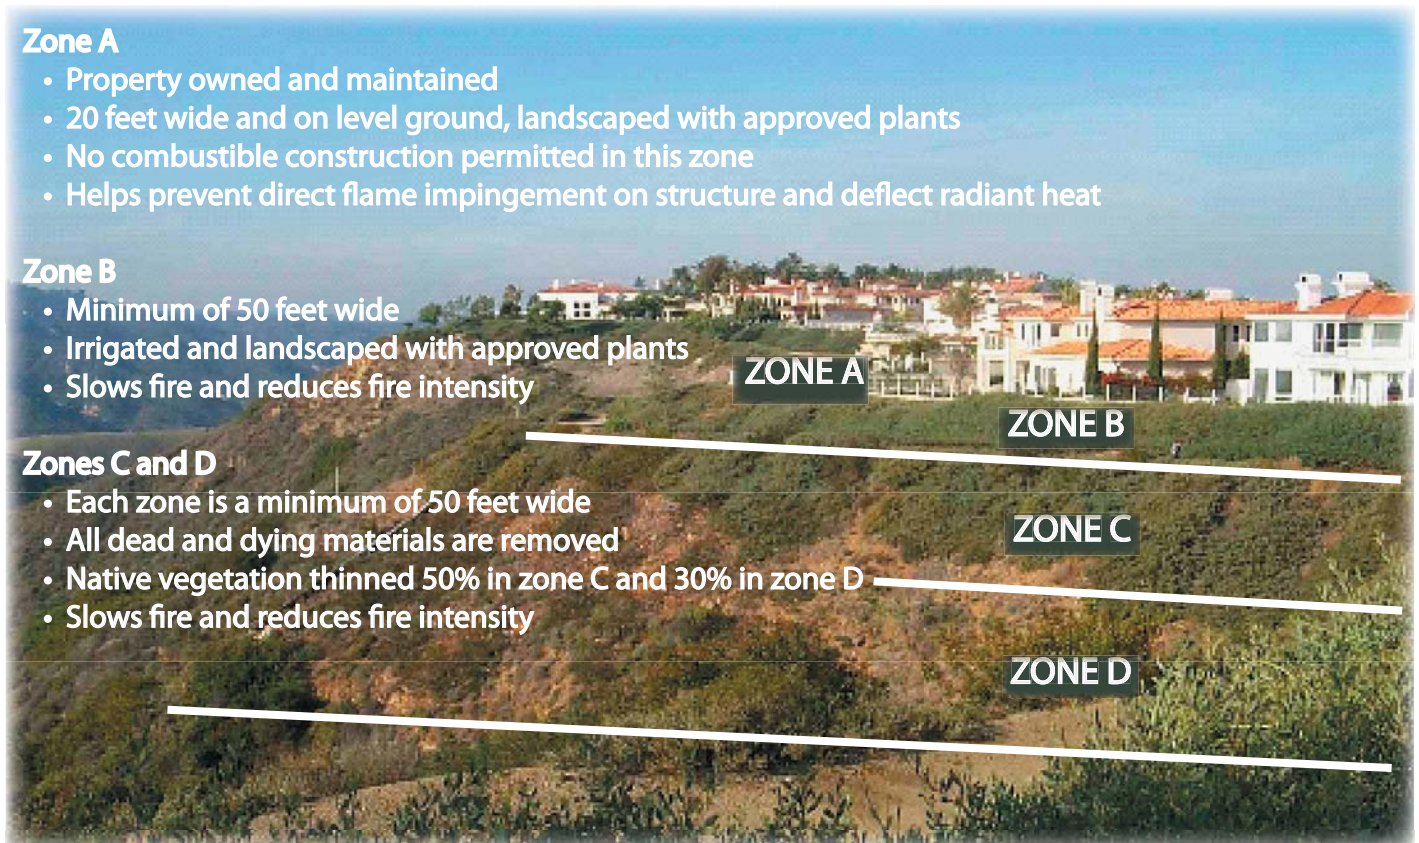 Zone A
• Property owned and maintained
• 20 feet wide and on level ground, landscaped with approved plants
• No combustible construction permitted in this zone
• Helps prevent direct flame impingement on structure and deflect radiant heat
Zone B
• Minimum of 50 feet wide
• Irrigated and landscaped with approved plants
• Slows fire and reduces fire intensity
ZONE A
ZONE B
Zones C and D
• Each zone is a minimum of 50 feet wide
• All dead and dying materials are removed
• Native vegetation thinned 50% in zone C and 30% in zone D
• Slows fire and reduces fire intensity
ZONE C
ZONE D